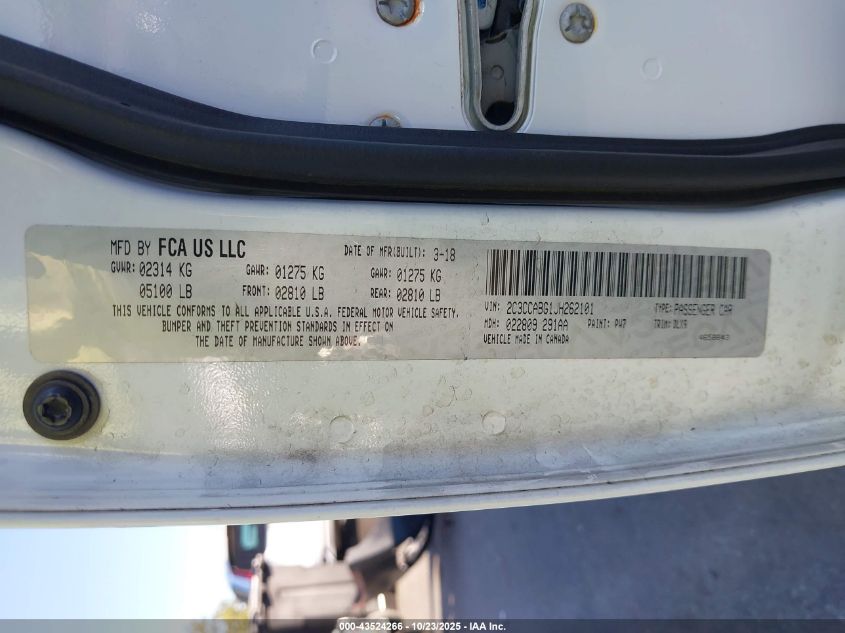 MFD BY FCA US LLC DATE OF MFR(BUILT): 3-18
GVWR: 02314 KG GAWR: 01275 KG GAWR: 01275 KG
05100 LB FRONT: 02810 LB REAR: 02810 LB
THIS VEHICLE CONFORMS TO ALL APPLICABLE U.S.A. FEDERAL MOTOR VEHICLE SAFETY,
BUMPER AND THEFT PREVENTION STANDARDS IN EFFECT ON
THE DATE OF MANUFACTURE SHOWN ABOVE.
VIN: 2C3CCABG1JH262101 TYPE: PASSENGER CAR
MDH: 022809 291AA PAINT: PW7 TRIM: DLX9
VEHICLE MADE IN CANADA
000-43524266 - 10/23/2025 - IAA Inc.